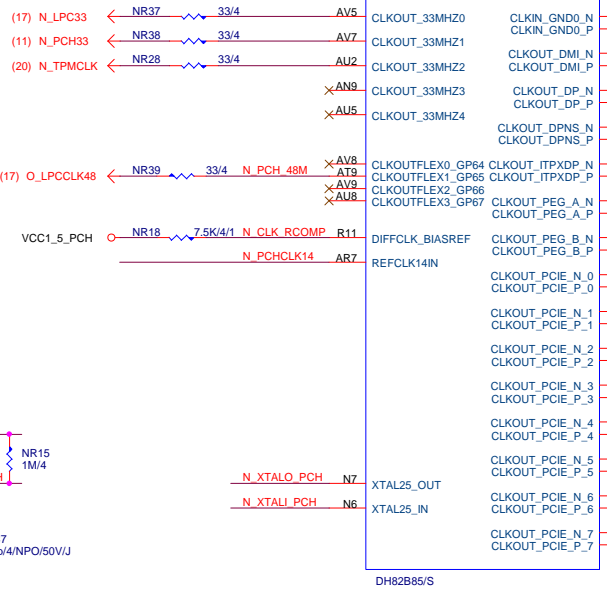 (17) N_LPC33 NR37 33/4 AV5 CLKOUT_33MHZ0 CLKIN_GND0_N
CLKIN_GND0_P
(11) N_PCH33 NR38 33/4 AV7 CLKOUT_33MHZ1
CLKOUT_DMI_N
(20) N_TPMCLK NR28 33/4 AU2 CLKOUT_33MHZ2 CLKOUT_DMI_P
AN9 CLKOUT_33MHZ3 CLKOUT_DP_N
CLKOUT_DP_P
AU5 CLKOUT_33MHZ4
CLKOUT_DPNS_N
CLKOUT_DPNS_P
AV8 CLKOUTFLEX0_GP64 CLKOUT_ITPXDP_N
(17) O_LPCCLK48 NR39 33/4 N_PCH_48M AT9 CLKOUTFLEX1_GP65 CLKOUT_ITPXDP_P
AV9 CLKOUTFLEX2_GP66
AU8 CLKOUTFLEX3_GP67 CLKOUT_PEG_A_N
CLKOUT_PEG_A_P
VCC1_5_PCH NR18 7.5K/4/1 N_CLK_RCOMP R11 DIFFCLK_BIASREF CLKOUT_PEG_B_N
CLKOUT_PEG_B_P
N_PCHCLK14 AR7 REFCLK14IN
CLKOUT_PCIE_N_0
CLKOUT_PCIE_P_0
CLKOUT_PCIE_N_1
CLKOUT_PCIE_P_1
CLKOUT_PCIE_N_2
CLKOUT_PCIE_P_2
CLKOUT_PCIE_N_3
CLKOUT_PCIE_P_3
CLKOUT_PCIE_N_4
CLKOUT_PCIE_P_4
NR15
1M/4
CLKOUT_PCIE_N_5
CLKOUT_PCIE_P_5
H N_XTALO_PCH N7 XTAL25_OUT
CLKOUT_PCIE_N_6
N_XTALI_PCH N6 XTAL25_IN CLKOUT_PCIE_P_6
CLKOUT_PCIE_N_7
7 CLKOUT_PCIE_P_7
/4/NPO/50V/J
DH82B85/S